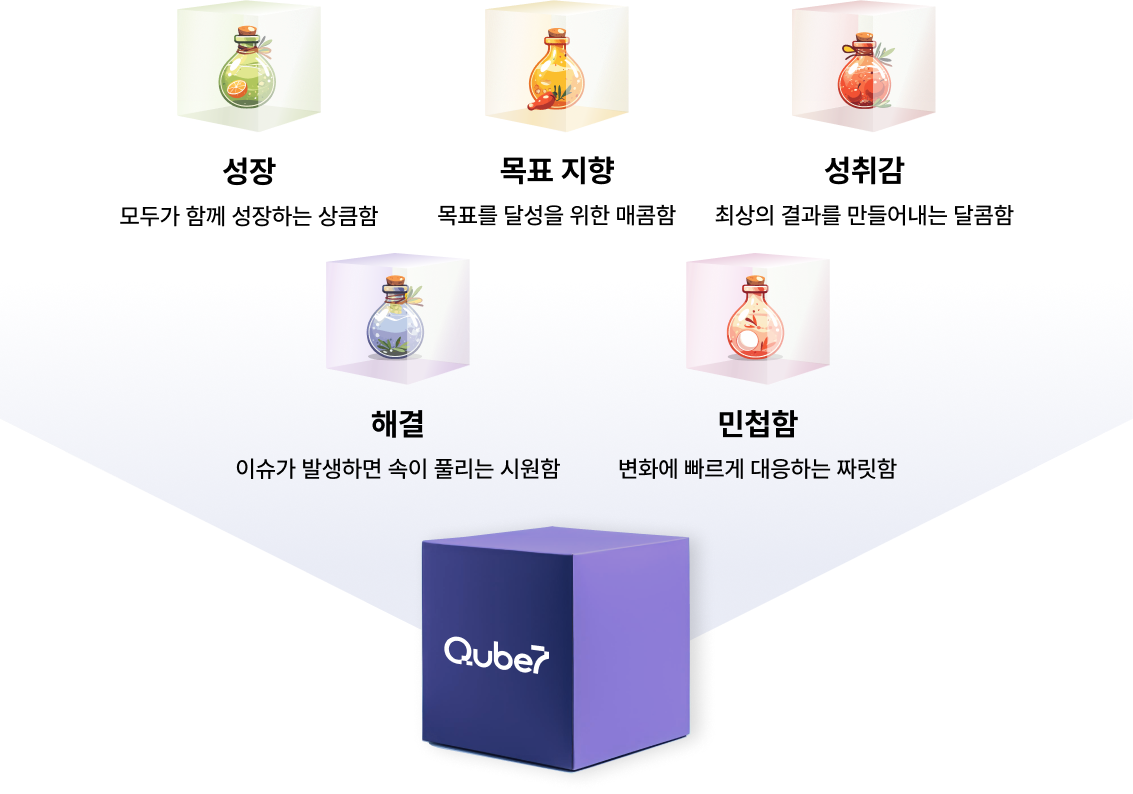 성장
모두가 함께 성장하는 상큼함
목표 지향
목표를 달성을 위한 매콤함
성취감
최상의 결과를 만들어내는 달콤함
해결
이슈가 발생하면 속이 풀리는 시원함
민첩함
변화에 빠르게 대응하는 짜릿함
Qube7